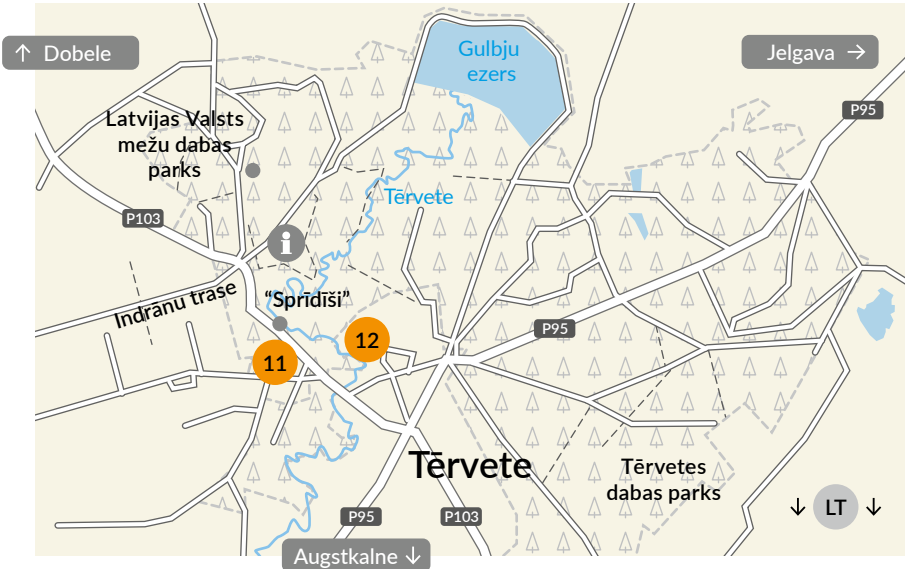 ↑ Dobele
Gulbju
ezers
Jelgava →
P95
Latvijas Valsts
mežu dabas
parks
Tērvete
P103
i
Indrānu trase
“Sprīdīši”
P95
12
11
Tērvete
Tērvetes
dabas parks
P95
P103
↓ LT ↓
Augstkalne ↓